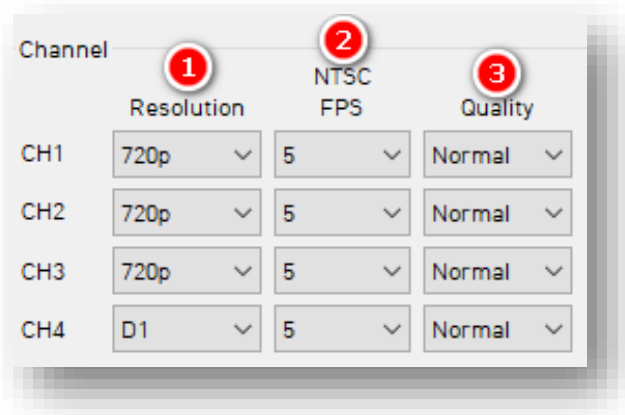 Channel
1
2
3
NTSC
Resolution FPS Quality
CH1 720p 5 Normal
CH2 720p 5 Normal
CH3 720p 5 Normal
CH4 D1 5 Normal